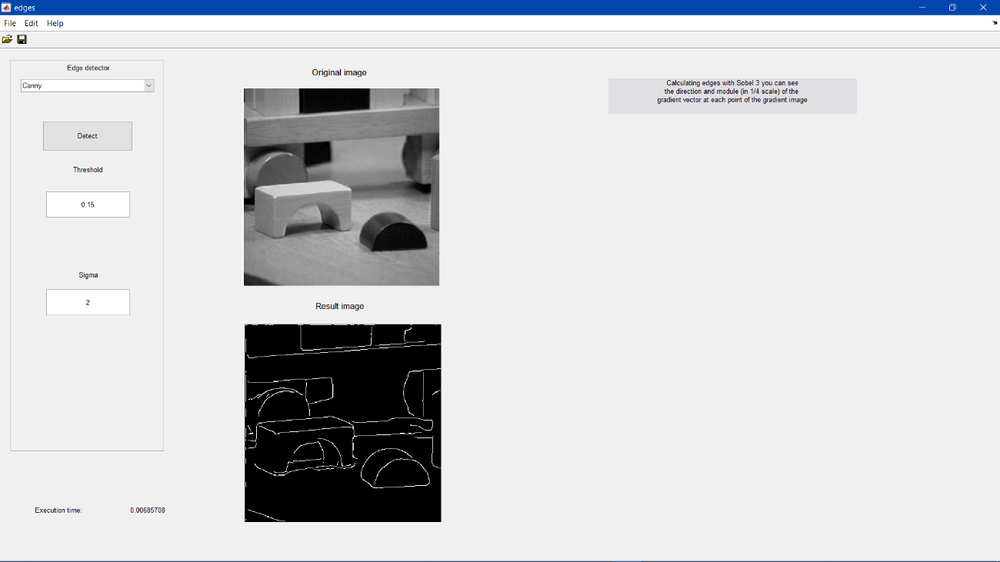 edges
File Edit Help
Edge detector
Canny
Detect
Threshold
0.15
Sigma
2
Execution time: 0.00685708
Original image
Result image
Calculating edges with Sobel 3 you can see
the direction and module (in 1/4 scale) of the
gradient vector at each point of the gradient image